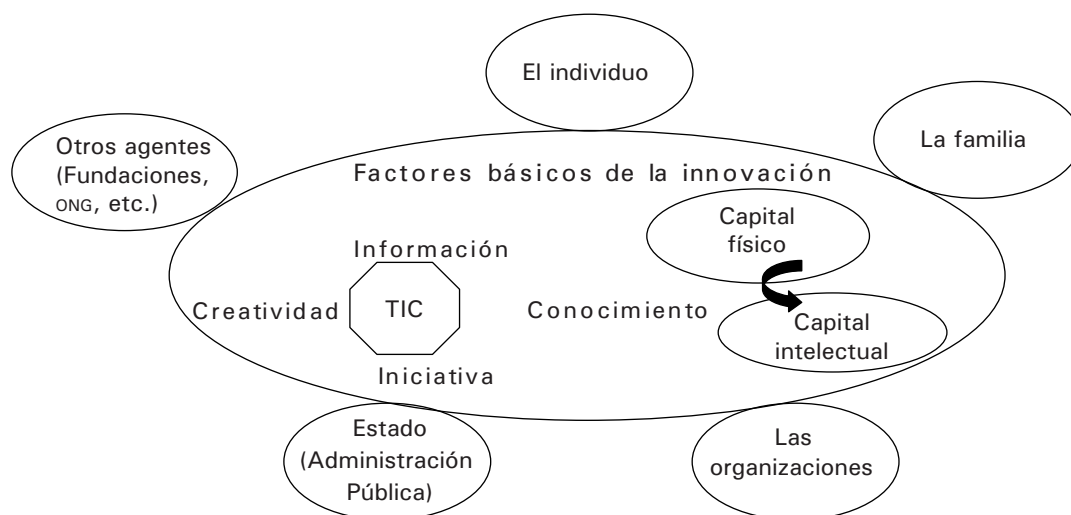 El individuo
La familia
Otros agentes
(Fundaciones,
ONG, etc.)
Factores básicos de la innovación
Capital
físico
Información
Creatividad
TIC
Conocimiento
Capital
intelectual
Iniciativa
Estado
(Administración
Pública)
Las
organizaciones